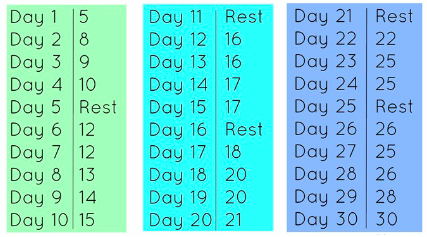 Day 1 5
Day 2 8
Day 3 9
Day 4 10
Day 5 Rest
Day 6 12
Day 7 12
Day 8 13
Day 9 14
Day 10 15
Day 11 Rest
Day 12 16
Day 13 16
Day 14 17
Day 15 17
Day 16 Rest
Day 17 18
Day 18 20
Day 19 20
Day 20 21
Day 21 Rest
Day 22 22
Day 23 25
Day 24 25
Day 25 Rest
Day 26 26
Day 27 25
Day 28 26
Day 29 28
Day 30 30